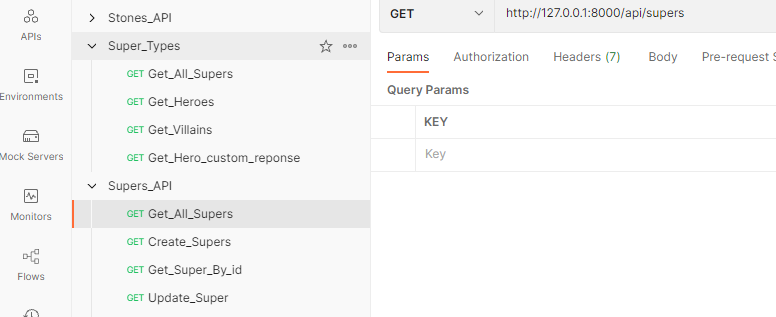 APIs
Environments
Mock Servers
Monitors
Flows
Stones_API
Super_Types
GET Get_All_Supers
GET Get_Heroes
GET Get_Villains
GET Get_Hero_custom_reponse
Supers_API
GET Get_All_Supers
GET Create_Supers
GET Get_Super_By_id
GET Update_Super
GET http://127.0.0.1:8000/api/supers
Params Authorization Headers (7) Body Pre-request S
Query Params
KEY
Key